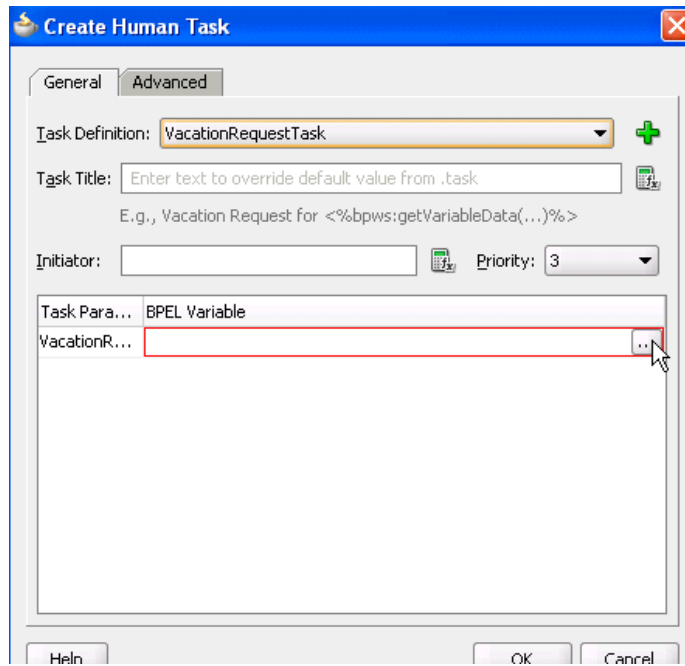 Create Human Task
General Advanced
Task Definition: VacationRequestTask
Task Title: Enter text to override default value from .task
E.g., Vacation Request for <%bpws:getVariableData(...)%>
Initiator: Priority: 3
Task Para... BPEL Variable
VacationR... ...
Help OK Cancel